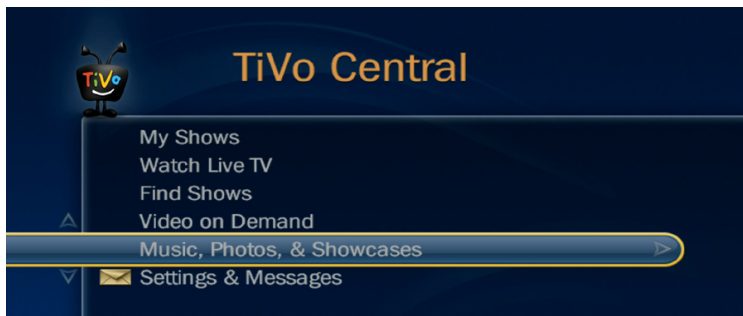 TiVo Central
TiVo
My Shows
Watch Live TV
Find Shows
Video on Demand
Music, Photos, & Showcases
Settings & Messages